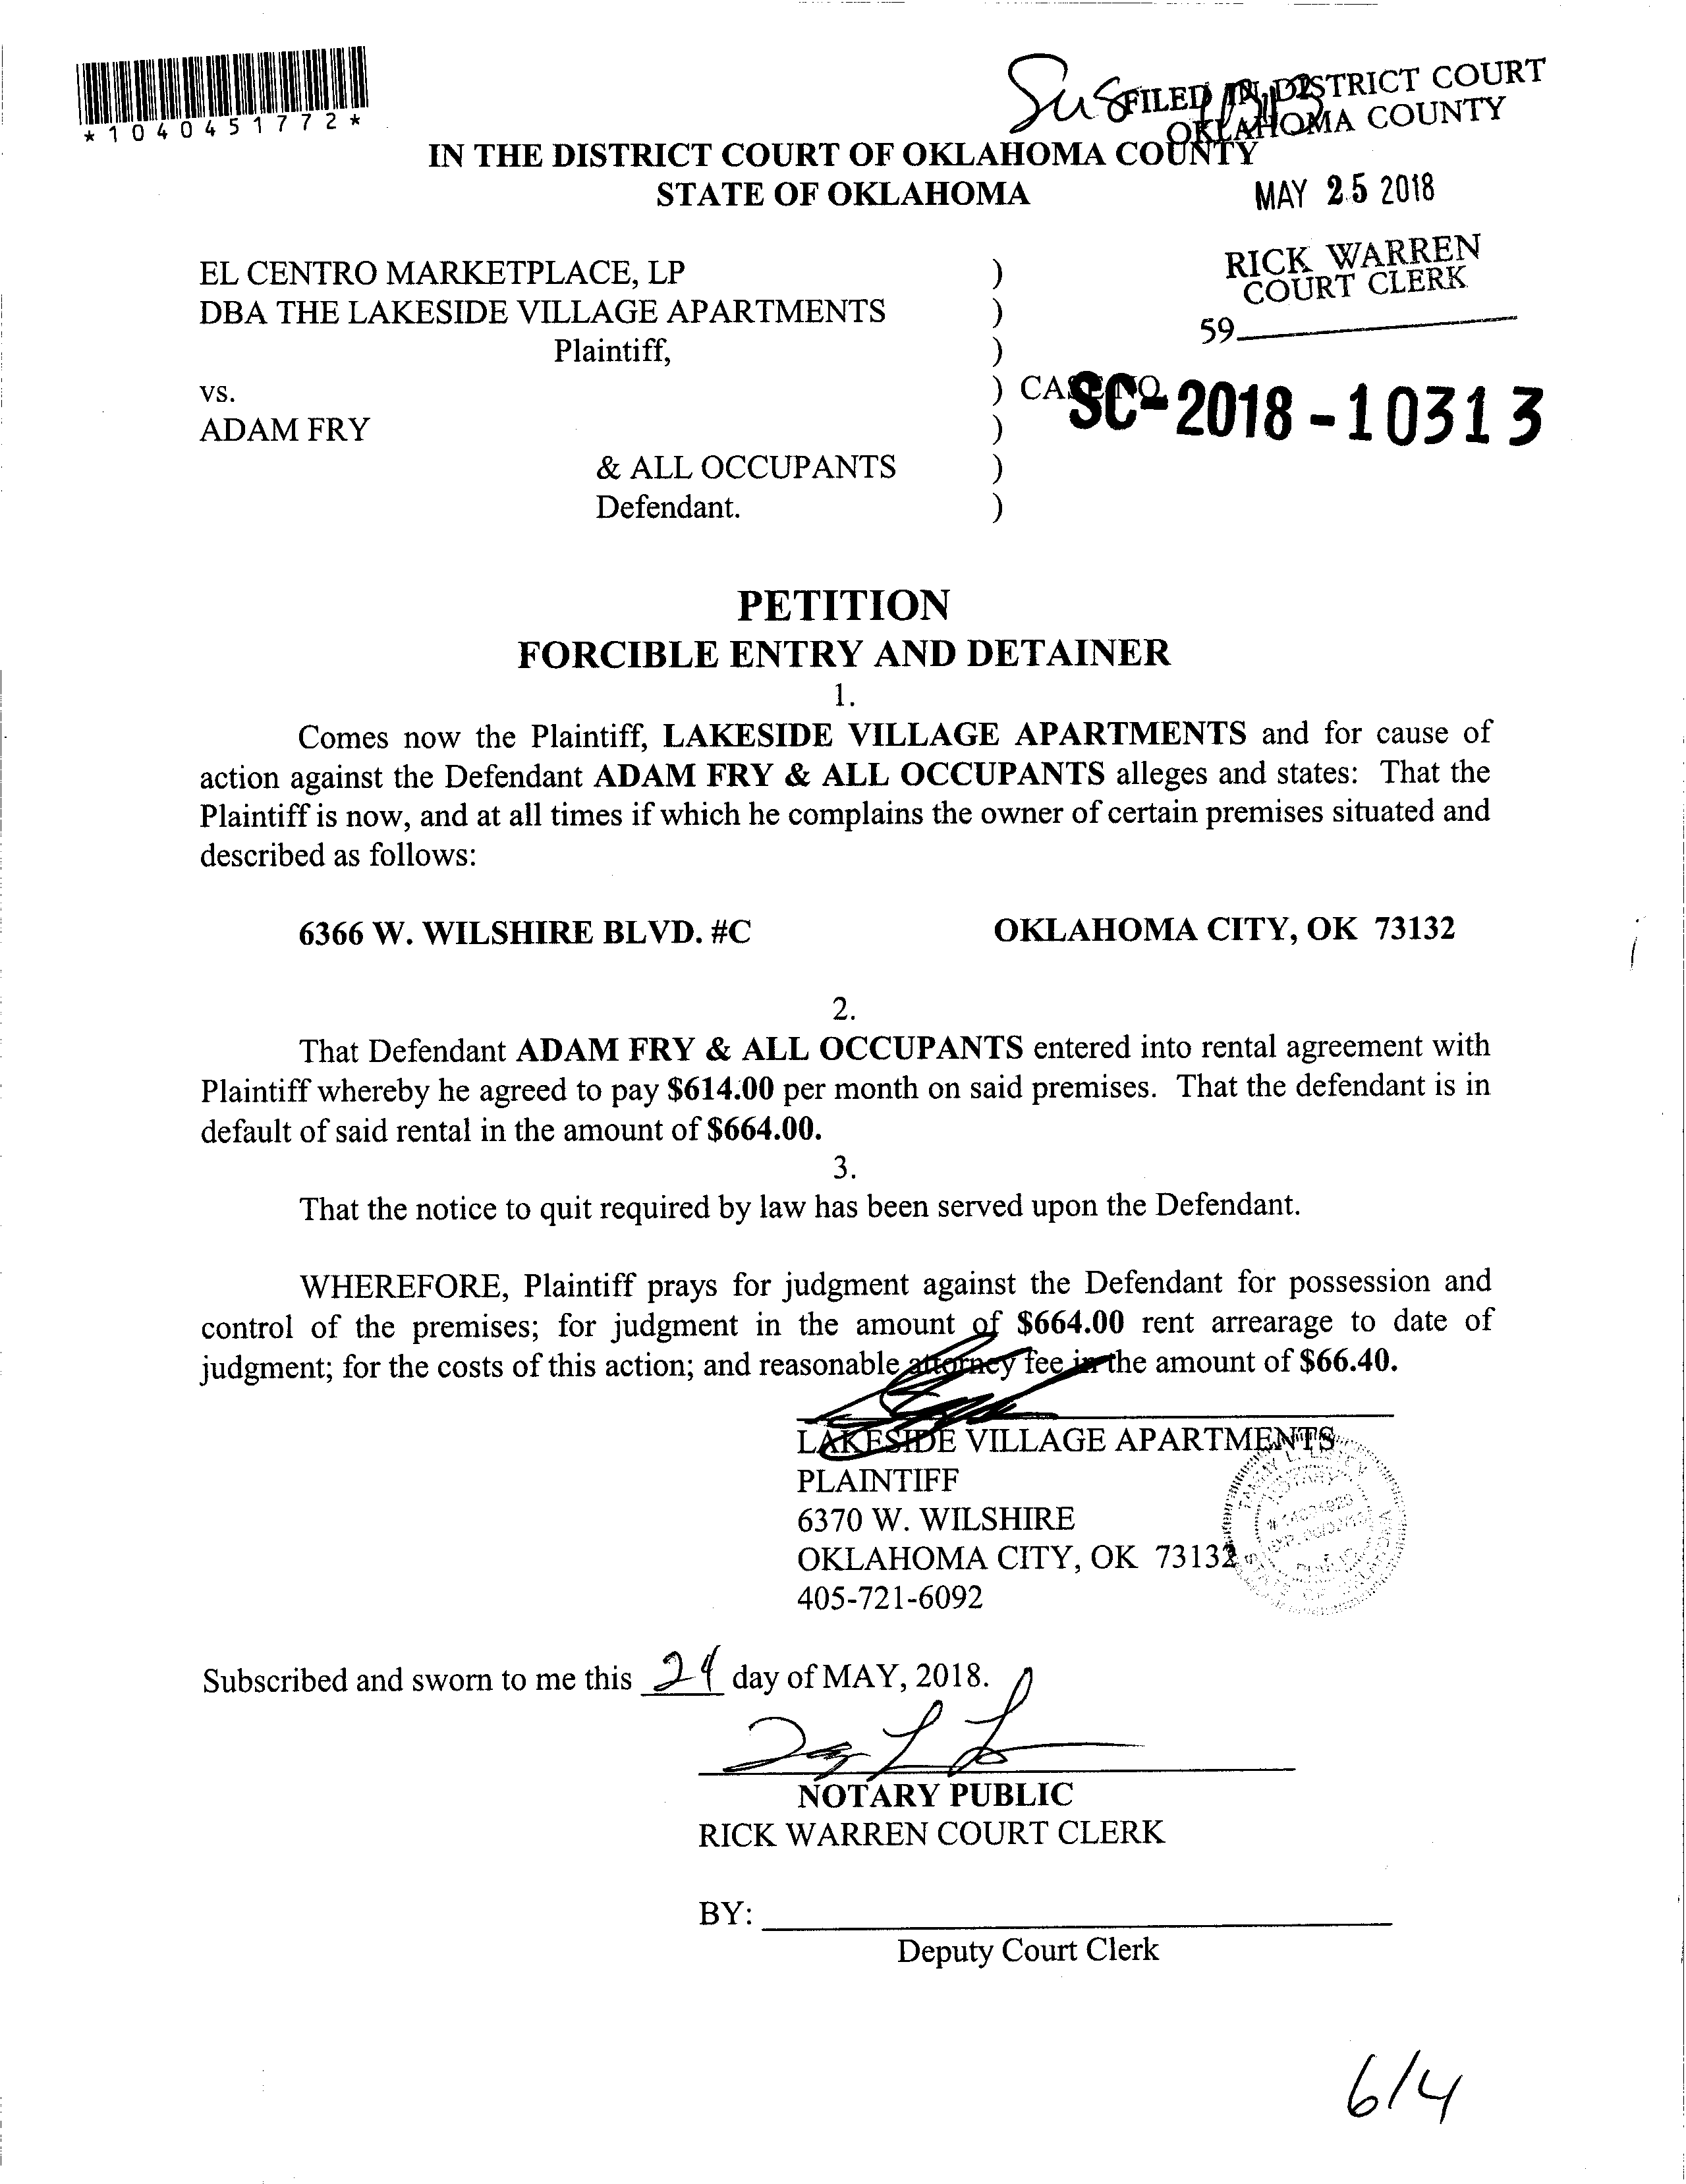 *1040451772*
FILED IN DISTRICT COURT
OKLAHOMA COUNTY
IN THE DISTRICT COURT OF OKLAHOMA COUNTY
STATE OF OKLAHOMA
MAY 25 2018
RICK WARREN
COURT CLERK
59
EL CENTRO MARKETPLACE, LP )
DBA THE LAKESIDE VILLAGE APARTMENTS )
Plaintiff, )
vs. ) CASE NO.
SC-2018-10313
ADAM FRY )
& ALL OCCUPANTS )
Defendant. )
PETITION
FORCIBLE ENTRY AND DETAINER
1.
Comes now the Plaintiff, LAKESIDE VILLAGE APARTMENTS and for cause of
action against the Defendant ADAM FRY & ALL OCCUPANTS alleges and states: That the
Plaintiff is now, and at all times if which he complains the owner of certain premises situated and
described as follows:
6366 W. WILSHIRE BLVD. #C OKLAHOMA CITY, OK 73132
2.
That Defendant ADAM FRY & ALL OCCUPANTS entered into rental agreement with
Plaintiff whereby he agreed to pay $614.00 per month on said premises. That the defendant is in
default of said rental in the amount of $664.00.
3.
That the notice to quit required by law has been served upon the Defendant.
WHEREFORE, Plaintiff prays for judgment against the Defendant for possession and
control of the premises; for judgment in the amount of $664.00 rent arrearage to date of
judgment; for the costs of this action; and reasonable attorney fee in the amount of $66.40.
LAKESIDE VILLAGE APARTMENTS
PLAINTIFF
6370 W. WILSHIRE
OKLAHOMA CITY, OK 73132
405-721-6092
NOTARY
STATE OF OKLAHOMA
Subscribed and sworn to me this 24 day of MAY, 2018.
NOTARY PUBLIC
RICK WARREN COURT CLERK
BY:
Deputy Court Clerk
6/4